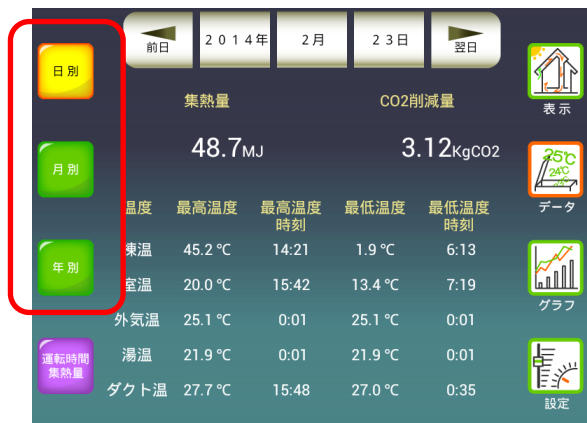 前日 2014年 2月 23日 翌日
日別
月別
年別
運転時間
集熱量
集熱量 CO2削減量
48.7MJ 3.12KgCO2
温度 最高温度 最高温度時刻 最低温度 最低温度時刻
棟温 45.2℃ 14:21 1.9℃ 6:13
室温 20.0℃ 15:42 13.4℃ 7:19
外気温 25.1℃ 0:01 25.1℃ 0:01
湯温 21.9℃ 0:01 21.9℃ 0:01
ダクト温 27.7℃ 15:48 27.0℃ 0:35
表示
25℃
24℃
データ
グラフ
設定